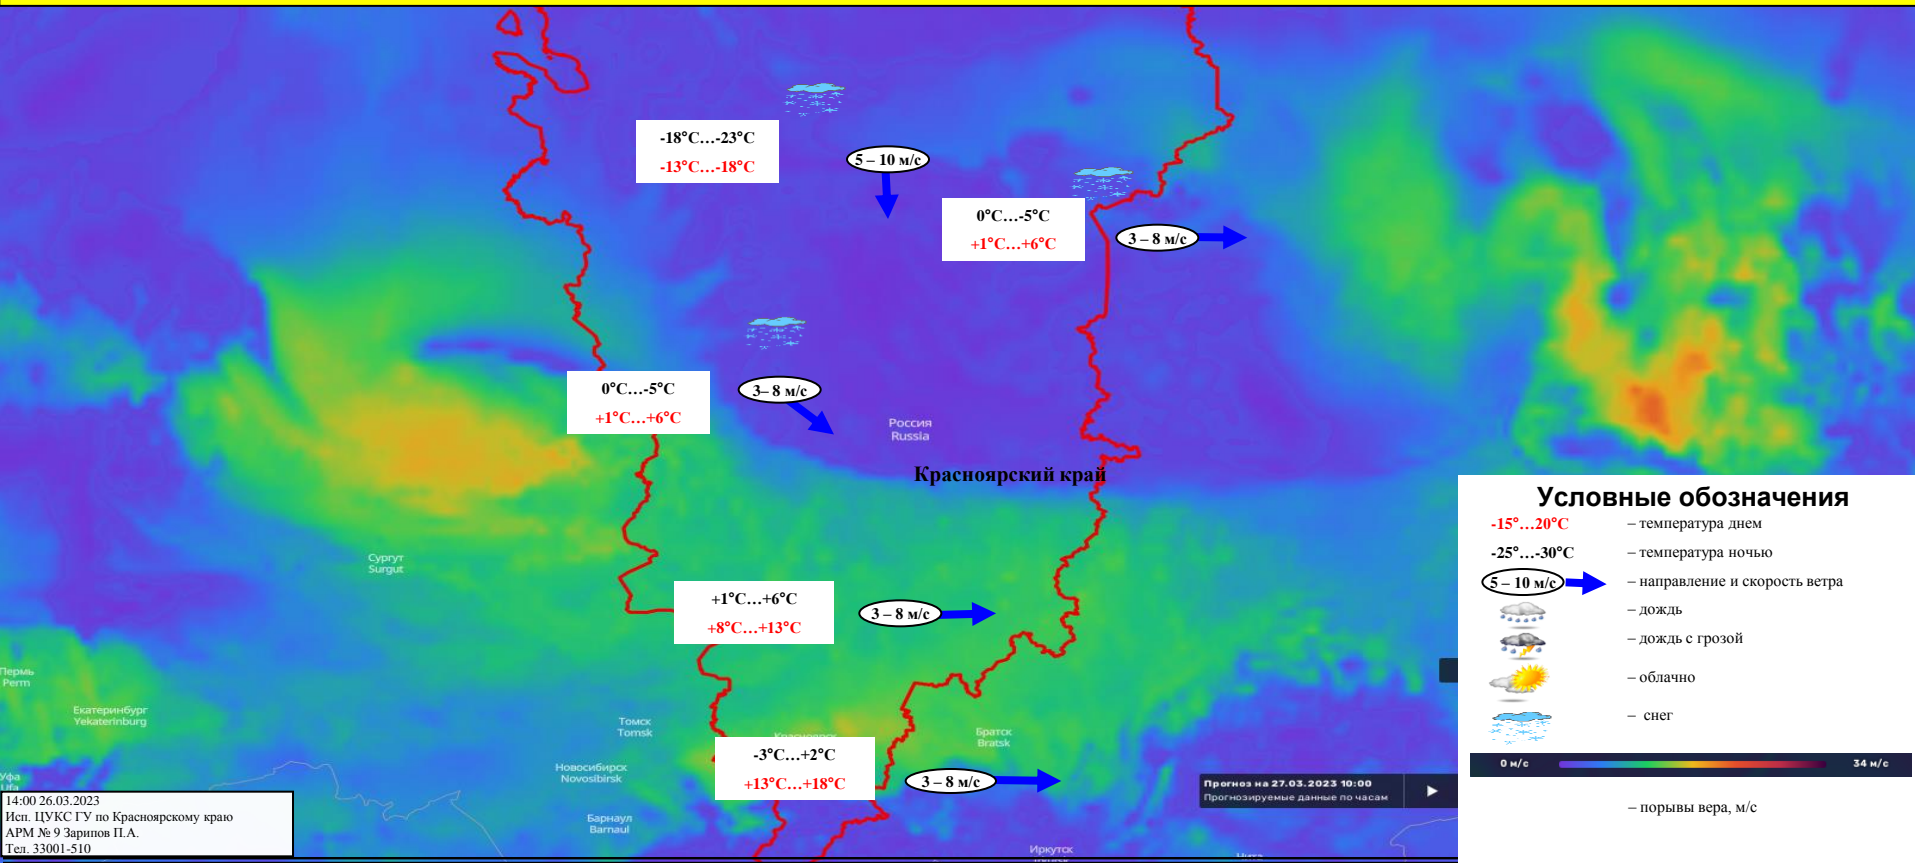 -18°C…-23°C
-13°C…-18°C
5 – 10 м/с
0°C…-5°C
+1°C…+6°C
3 – 8 м/с
0°C…-5°C
+1°C…+6°C
3– 8 м/с
Россия
Russia
Красноярский край
Сургут
Surgut
+1°C…+6°C
+8°C…+13°C
3 – 8 м/с
Пермь
Perm
Екатеринбург
Yekaterinburg
Томск
Tomsk
Красноярск
Братск
Bratsk
-3°C…+2°C
+13°C…+18°C
3 – 8 м/с
Новосибирск
Novosibirsk
Уфа
Ufa
Барнаул
Barnaul
Иркутск
Чита
Прогноз на 27.03.2023 10:00
Прогнозируемые данные по часам
14:00 26.03.2023
Исп. ЦУКС ГУ по Красноярскому краю
АРМ № 9 Зарипов П.А.
Тел. 33001-510
Условные обозначения
-15°…20°C – температура днем
-25°…-30°C – температура ночью
5 – 10 м/с – направление и скорость ветра
– дождь
– дождь с грозой
– облачно
– снег
0 м/с 34 м/с
– порывы вера, м/с